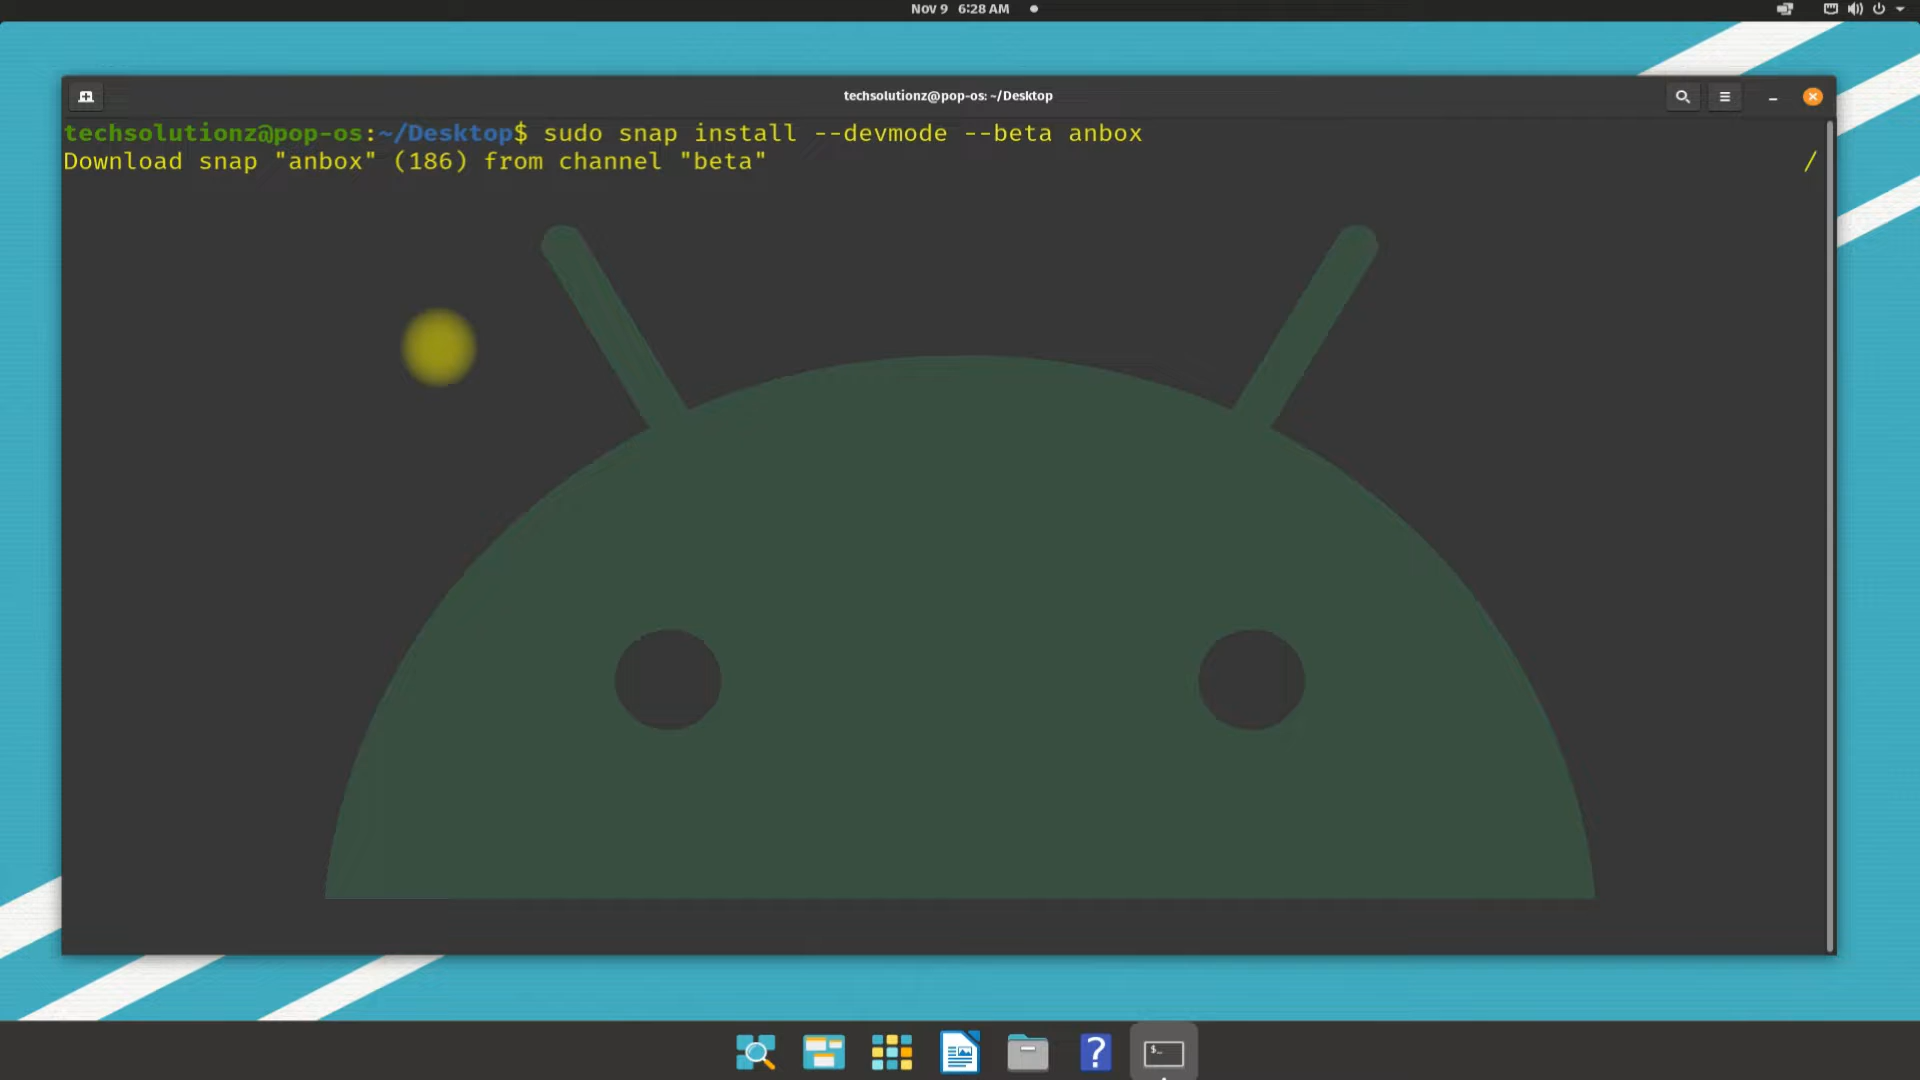 Nov 9 6:28 AM
techsolutionz@pop-os: ~/Desktop
techsolutionz@pop-os:~/Desktop$ sudo snap install --devmode --beta anbox
Download snap "anbox" (186) from channel "beta" /
?
$_